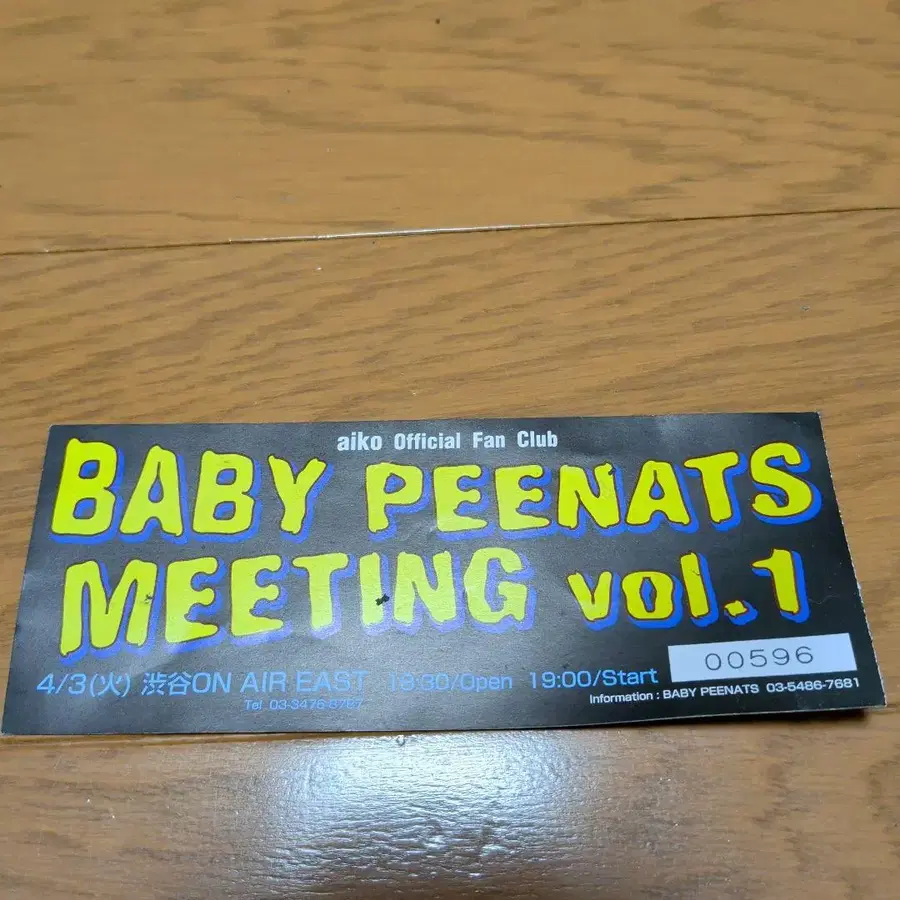 aiko Official Fan Club
BABY PEENATS
MEETING vol.1
4/3(火) 渋谷ON AIR EAST 18:30/Open 19:00/Start
00596
Tel 03-3476-8787
Information : BABY PEENATS 03-5486-7681